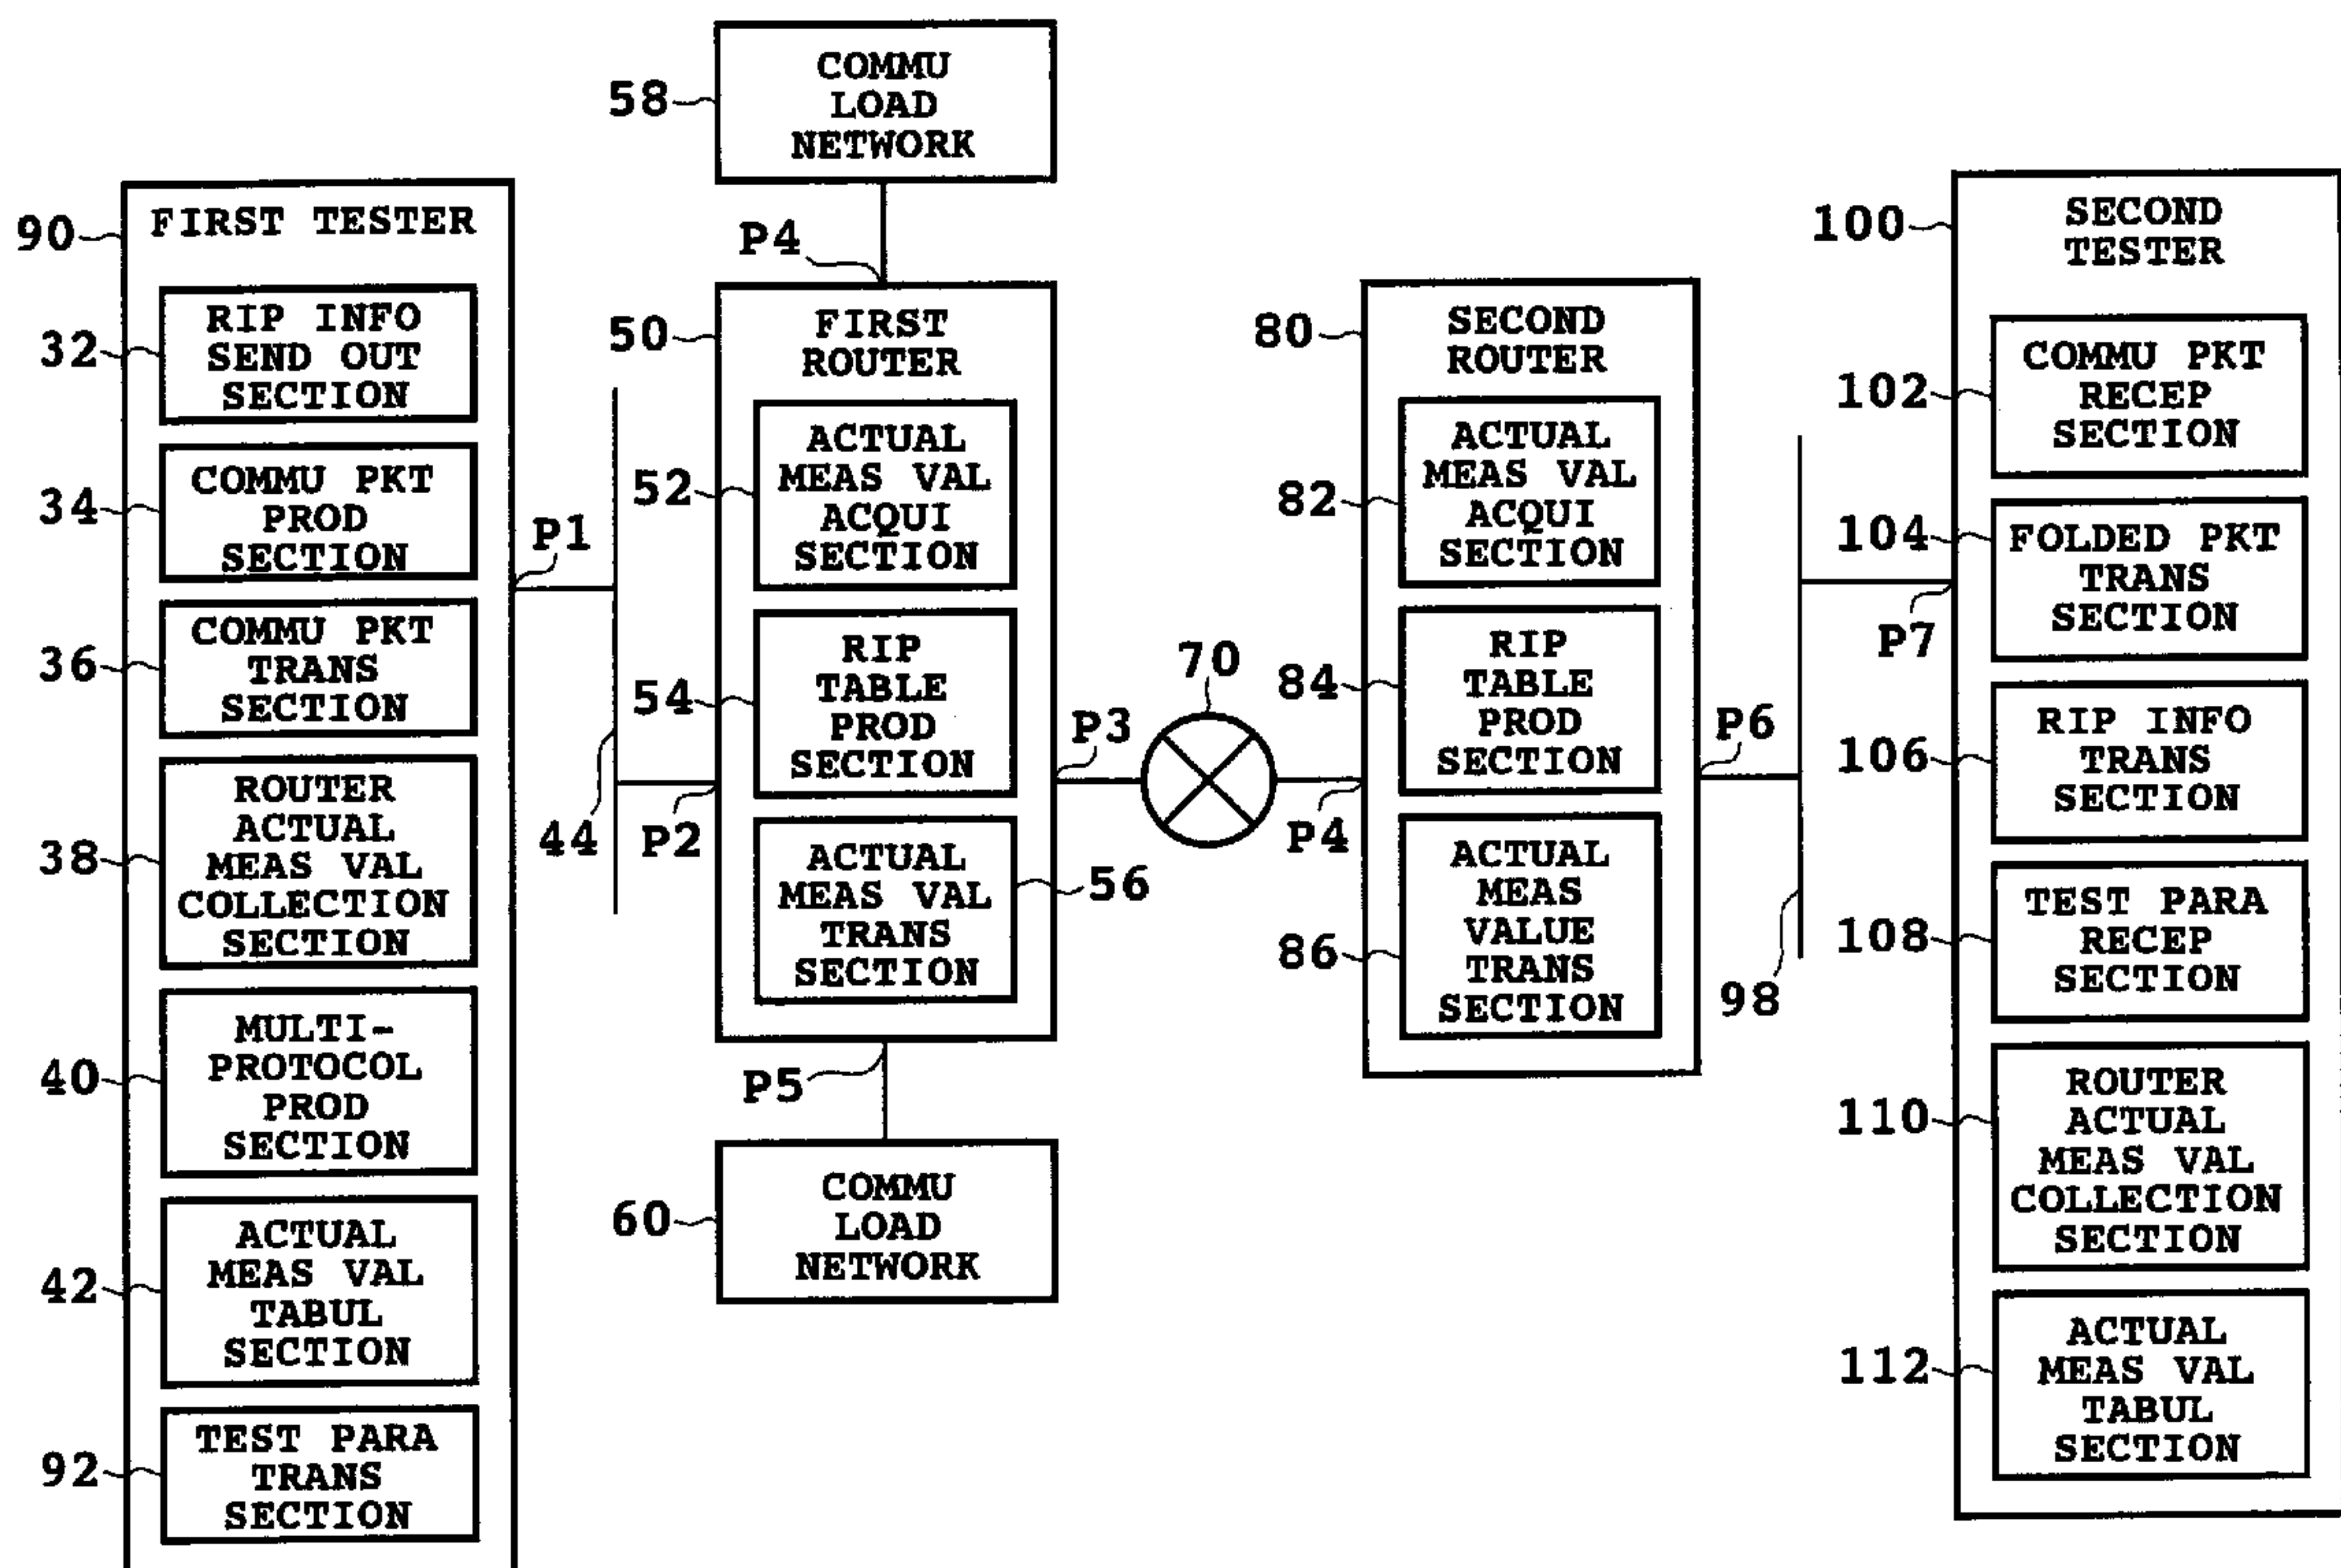 COMMU
LOAD
NETWORK
58
P4
90
FIRST TESTER
32
RIP INFO
SEND OUT
SECTION
34
COMMU PKT
PROD
SECTION
36
COMMU PKT
TRANS
SECTION
38
ROUTER
ACTUAL
MEAS VAL
COLLECTION
SECTION
40
MULTI-
PROTOCOL
PROD
SECTION
42
ACTUAL
MEAS VAL
TABUL
SECTION
92
TEST PARA
TRANS
SECTION
P1
44
P2
50
FIRST
ROUTER
52
ACTUAL
MEAS VAL
ACQUI
SECTION
54
RIP
TABLE
PROD
SECTION
56
ACTUAL
MEAS VAL
TRANS
SECTION
P3
P5
60
COMMU
LOAD
NETWORK
70
P4
80
SECOND
ROUTER
82
ACTUAL
MEAS VAL
ACQUI
SECTION
84
RIP
TABLE
PROD
SECTION
86
ACTUAL
MEAS
VALUE
TRANS
SECTION
P6
98
P7
100
SECOND
TESTER
102
COMMU PKT
RECEP
SECTION
104
FOLDED PKT
TRANS
SECTION
106
RIP INFO
TRANS
SECTION
108
TEST PARA
RECEP
SECTION
110
ROUTER
ACTUAL
MEAS VAL
COLLECTION
SECTION
112
ACTUAL
MEAS VAL
TABUL
SECTION